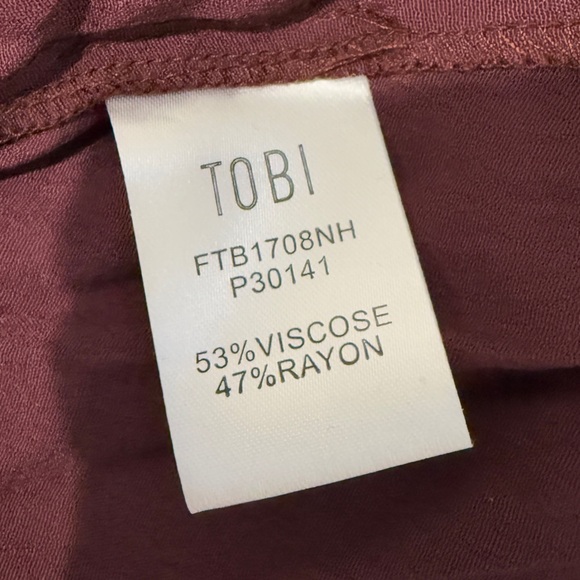 TOBI
FTB1708NH
P30141
53%VISCOSE
47%RAYON